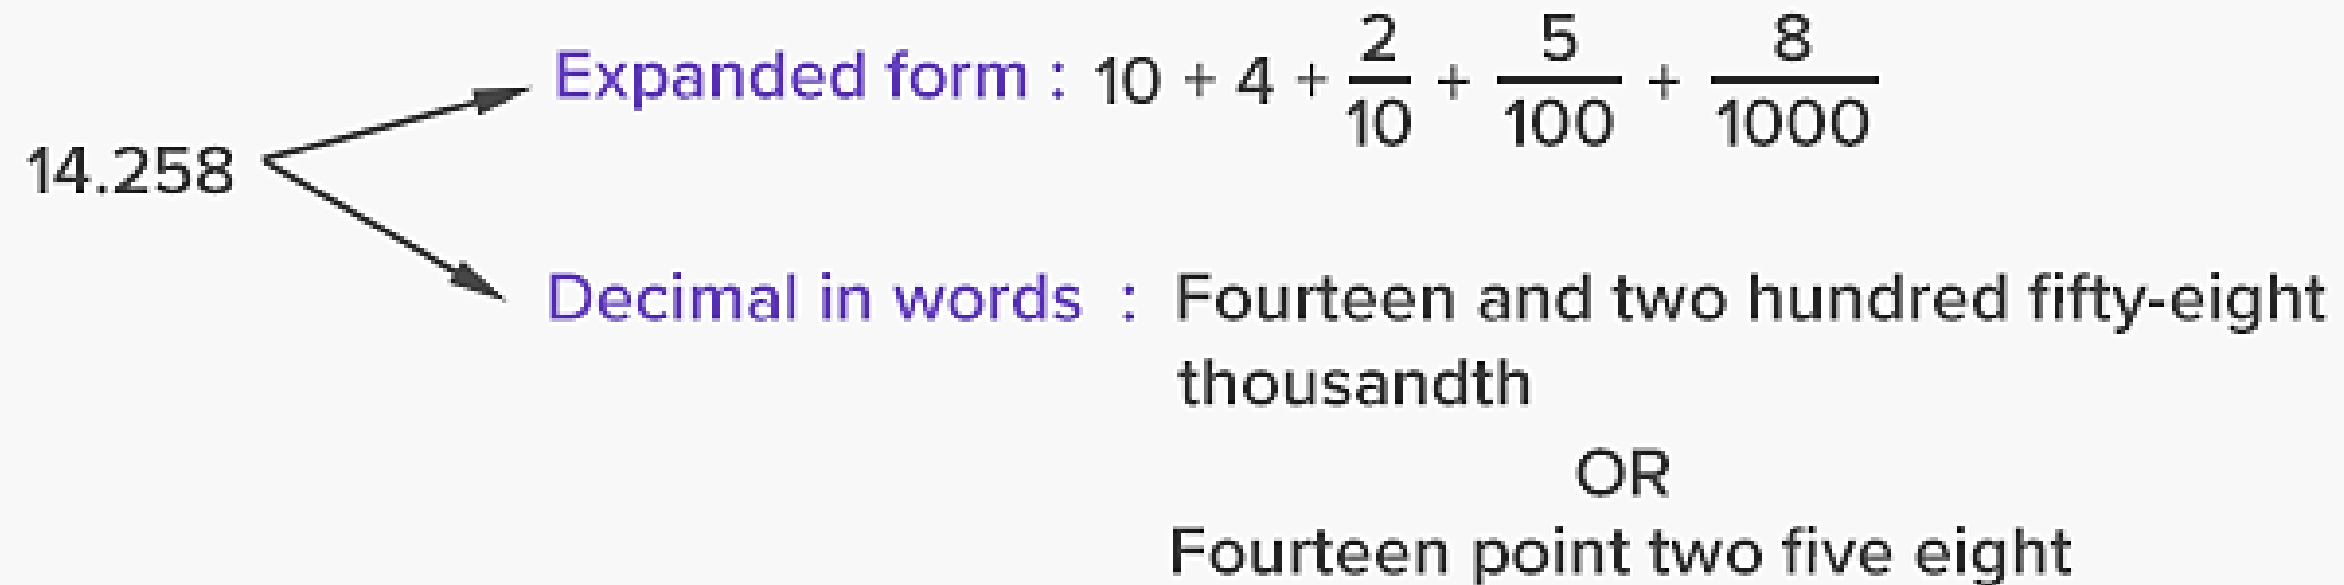 14.258
Expanded form : 10 + 4 + 2/10 + 5/100 + 8/1000
Decimal in words : Fourteen and two hundred fifty-eight
thousandth
OR
Fourteen point two five eight